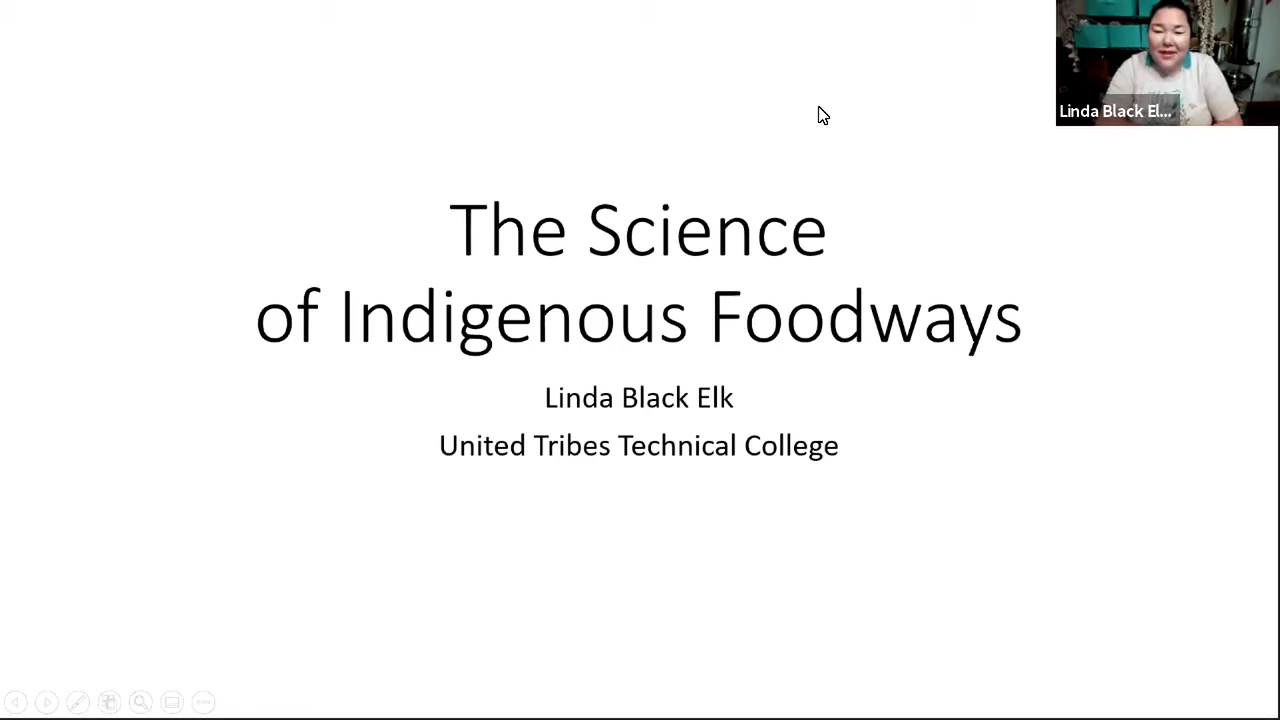 Linda Black El...
The Science
of Indigenous Foodways
Linda Black Elk
United Tribes Technical College